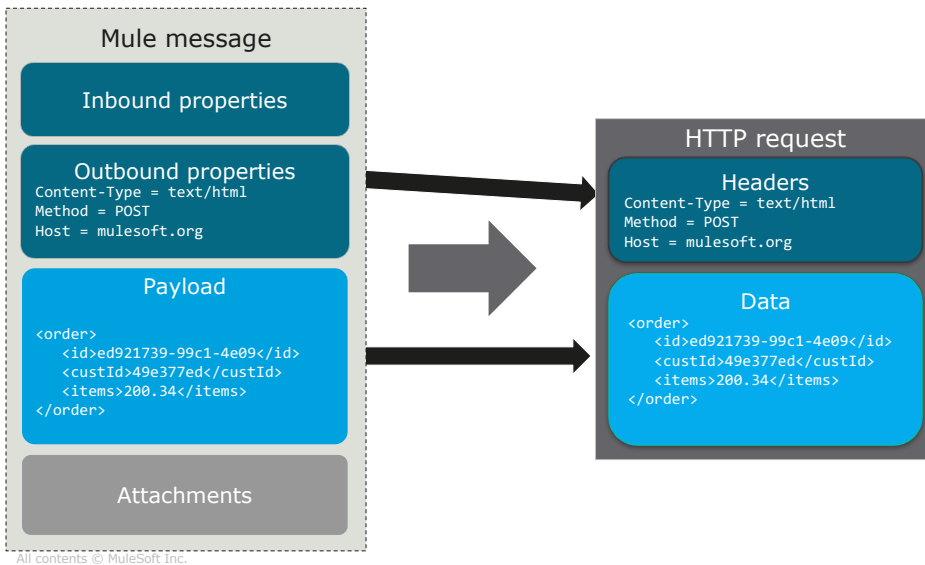 Mule message
Inbound properties
Outbound properties
Content-Type = text/html
Method = POST
Host = mulesoft.org
Payload
<order>
   <id>ed921739-99c1-4e09</id>
   <custId>49e377ed</custId>
   <items>200.34</items>
</order>
Attachments
All contents © MuleSoft Inc.
HTTP request
Headers
Content-Type = text/html
Method = POST
Host = mulesoft.org
Data
<order>
   <id>ed921739-99c1-4e09</id>
   <custId>49e377ed</custId>
   <items>200.34</items>
</order>